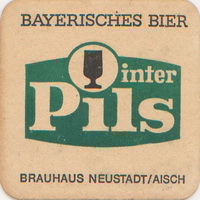 BAYERISCHES BIER
inter
Pils
BRAUHAUS NEUSTADT/AISCH